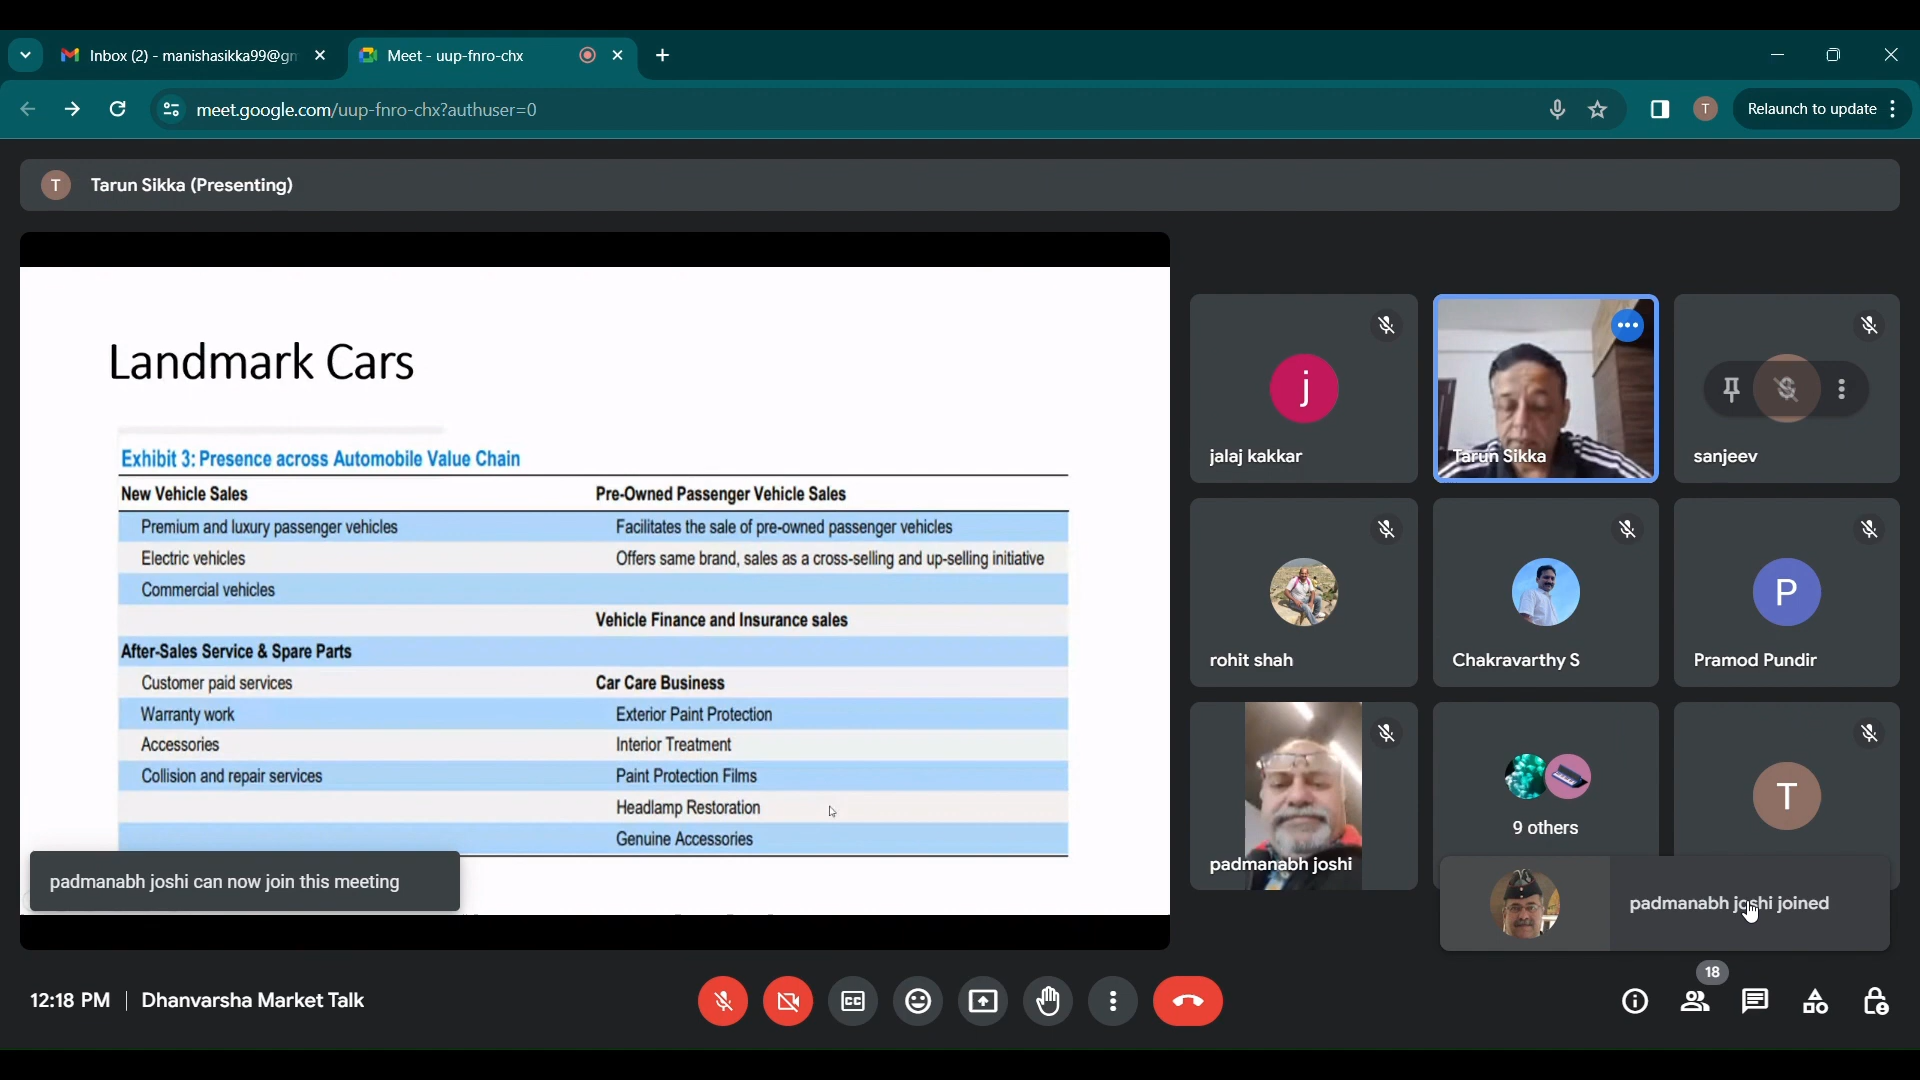 Inbox (2) - manishasikka99@gm
Meet - uup-fnro-chx
meet.google.com/uup-fnro-chx?authuser=0
T
Relaunch to update
T
Tarun Sikka (Presenting)
Landmark Cars
Exhibit 3: Presence across Automobile Value Chain
New Vehicle Sales Pre-Owned Passenger Vehicle Sales
Premium and luxury passenger vehicles Facilitates the sale of pre-owned passenger vehicles
Electric vehicles Offers same brand, sales as a cross-selling and up-selling initiative
Commercial vehicles
Vehicle Finance and Insurance sales
After-Sales Service & Spare Parts
Customer paid services Car Care Business
Warranty work Exterior Paint Protection
Accessories Interior Treatment
Collision and repair services Paint Protection Films
Headlamp Restoration
Genuine Accessories
padmanabh joshi can now join this meeting
j
jalaj kakkar
Tarun Sikka
sanjeev
rohit shah
Chakravarthy S
P
Pramod Pundir
padmanabh joshi
9 others
T
padmanabh joshi joined
12:18 PM | Dhanvarsha Market Talk
CC
18